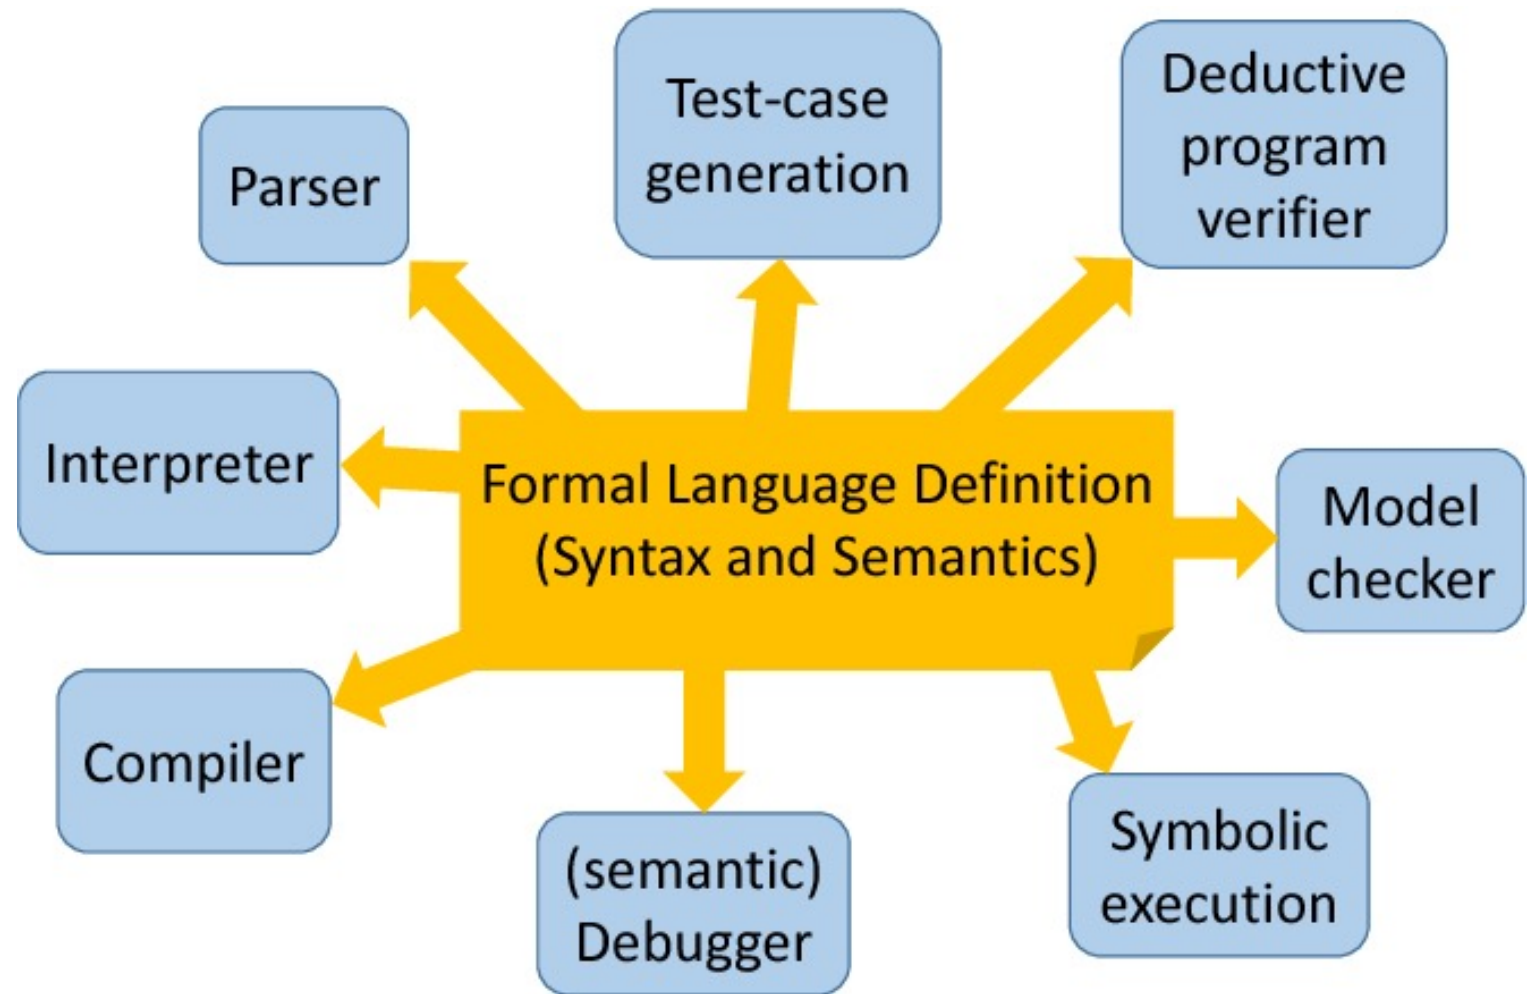 Test-case
generation
Deductive
program
verifier
Parser
Interpreter
Formal Language Definition
(Syntax and Semantics)
Model
checker
Compiler
(semantic)
Debugger
Symbolic
execution